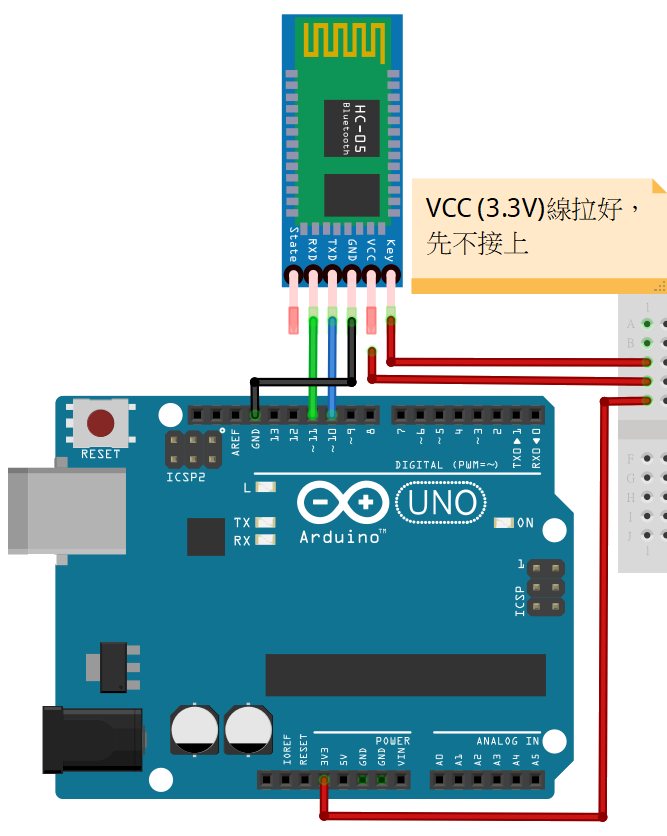 HC-05
Bluetooth
State
RXD
TXD
GND
VCC
Key
VCC (3.3V)線拉好，
先不接上
1
A
B
RESET
ICSP2
AREF
GND
13
12
~11
~10
~9
8
7
~6
~5
4
~3
2
TXD▶1
RXD◀0
DIGITAL (PWM=~)
L
TX
RX
UNO
Arduino™
ON
1
ICSP
F
G
H
I
J
1
POWER
ANALOG IN
IOREF
RESET
3V3
5V
GND
GND
VIN
A0
A1
A2
A3
A4
A5